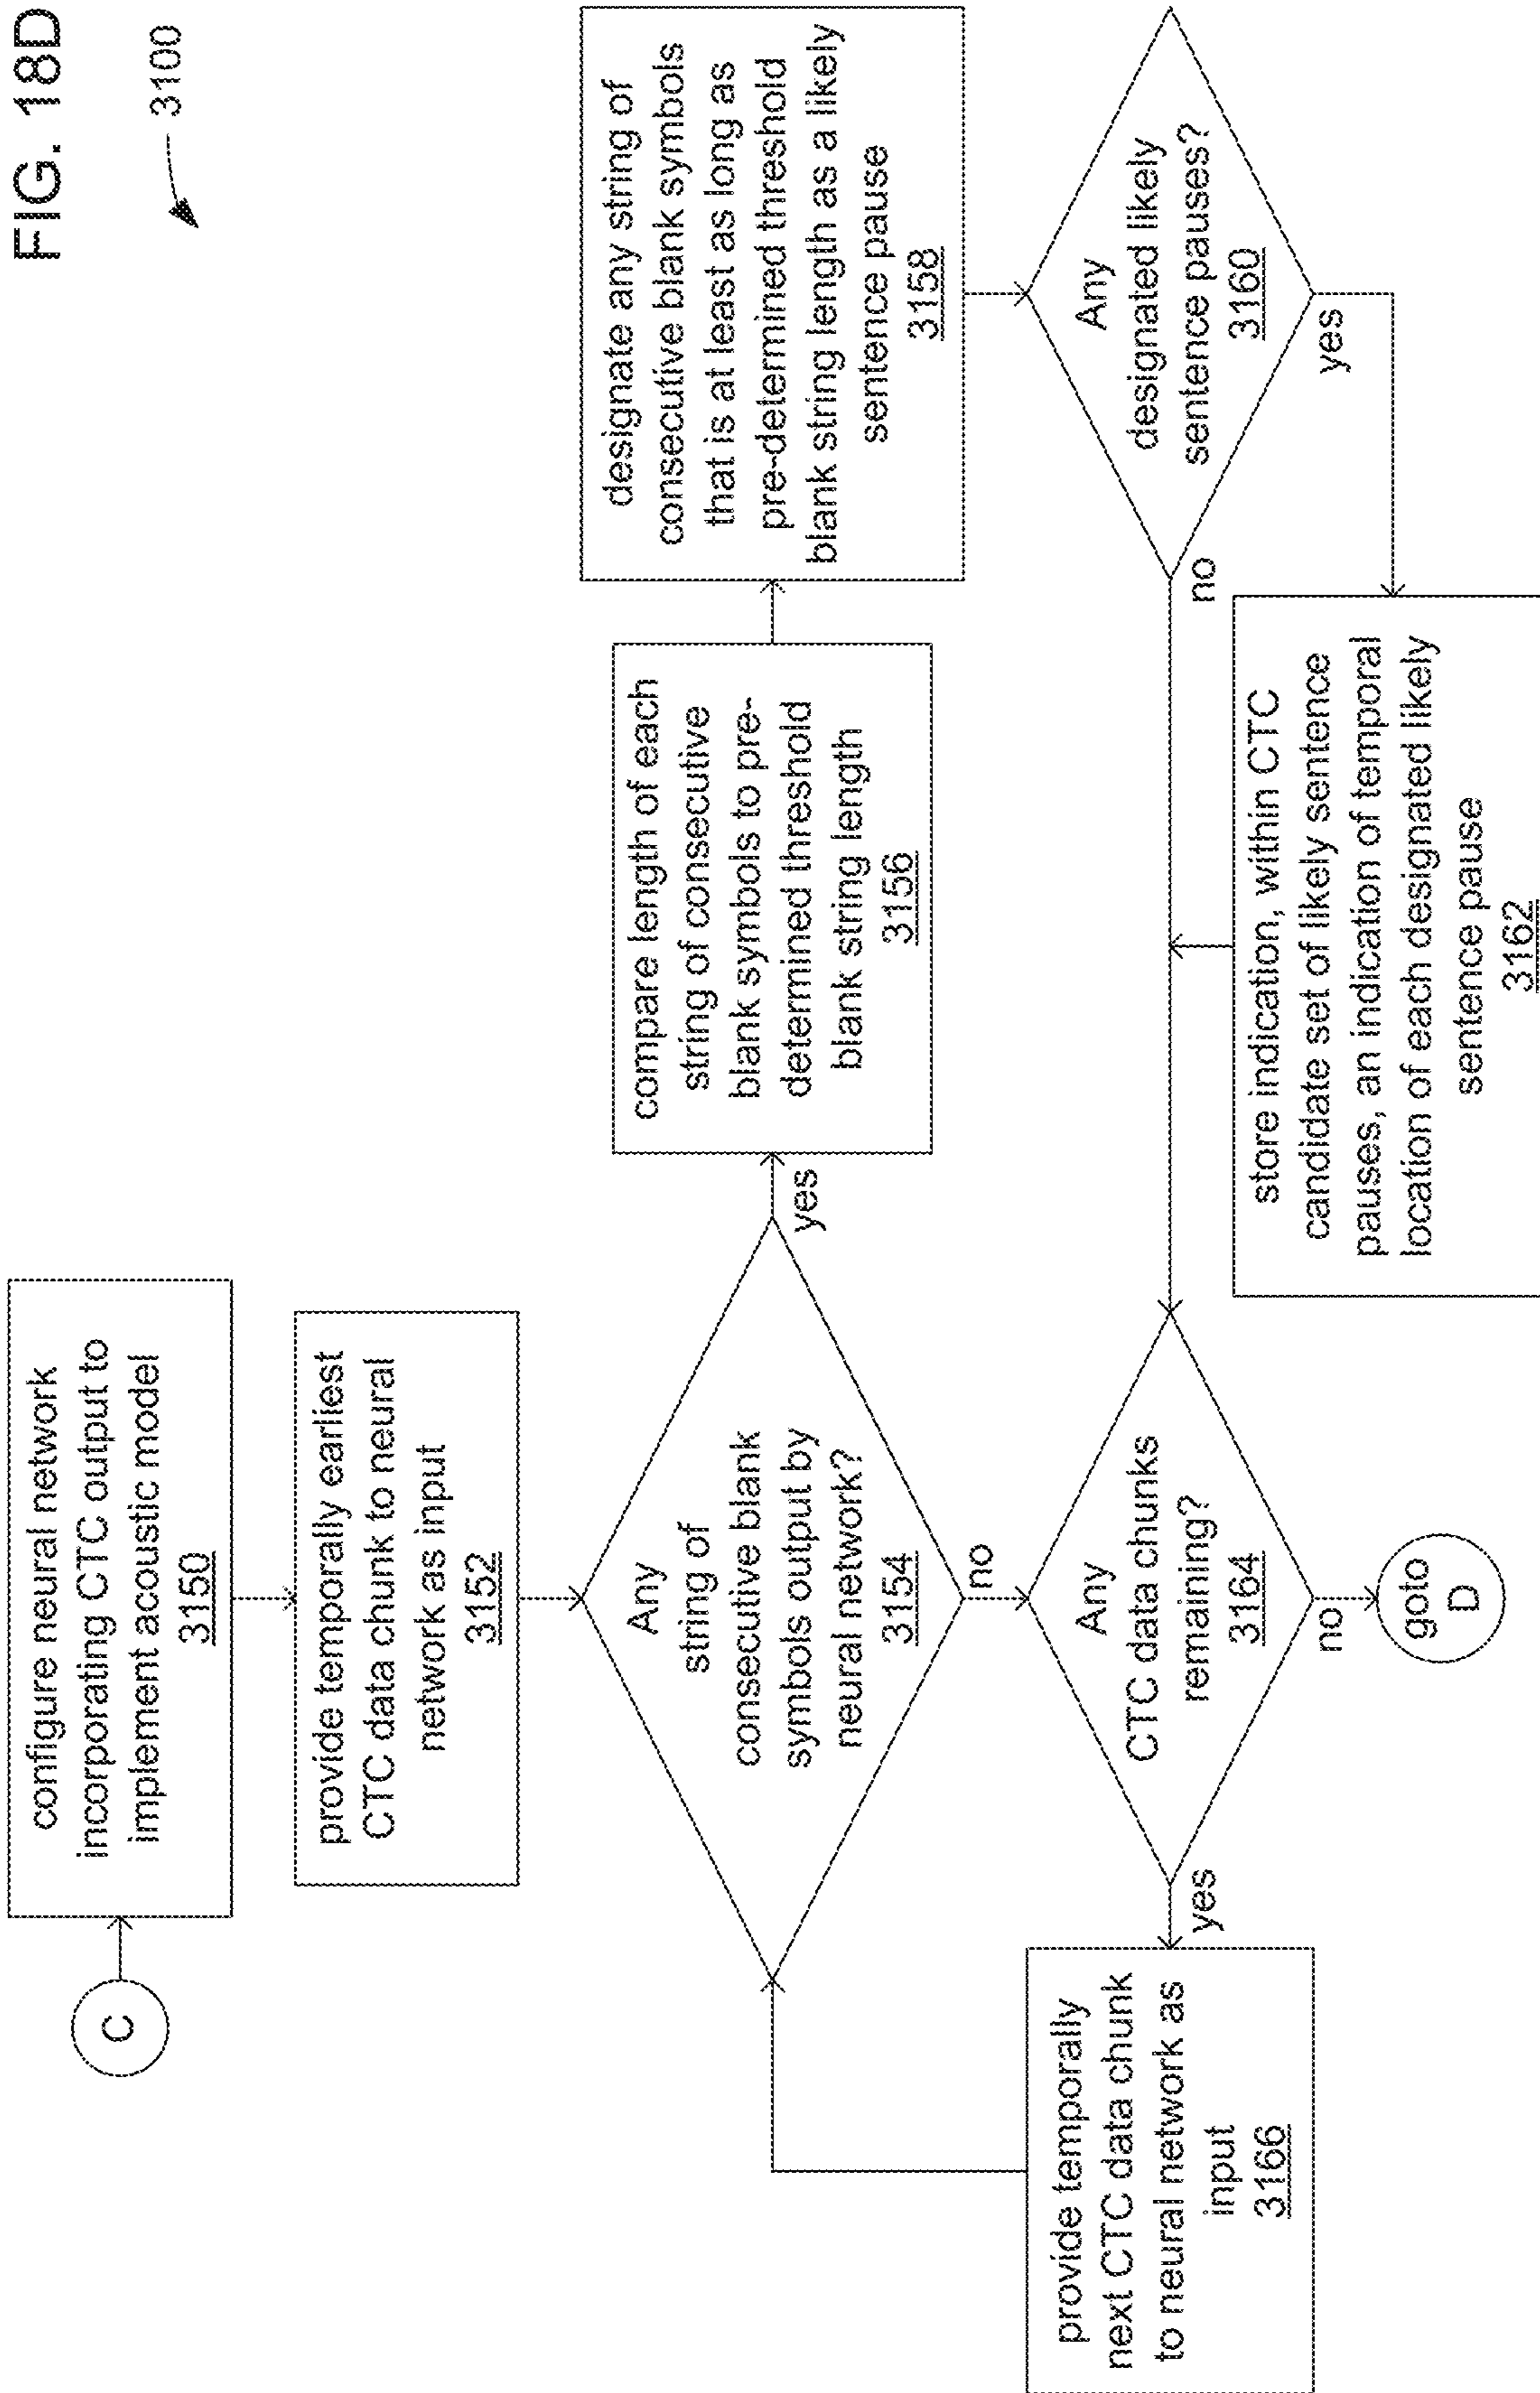 FIG. 18D
3100
C
configure neural network
incorporating CTC output to
implement acoustic model
3150
provide temporally earliest
CTC data chunk to neural
network as input
3152
Any
string of
consecutive blank
symbols output by
neural network?
3154
yes
no
compare length of each
string of consecutive
blank symbols to pre-
determined threshold
blank string length
3156
designate any string of
consecutive blank symbols
that is at least as long as
pre-determined threshold
blank string length as a likely
sentence pause
3158
Any
designated likely
sentence pauses?
3160
no
yes
store indication, within CTC
candidate set of likely sentence
pauses, an indication of temporal
location of each designated likely
sentence pause
3162
Any
CTC data chunks
remaining?
3164
yes
no
provide temporally
next CTC data chunk
to neural network as
input
3166
goto
D